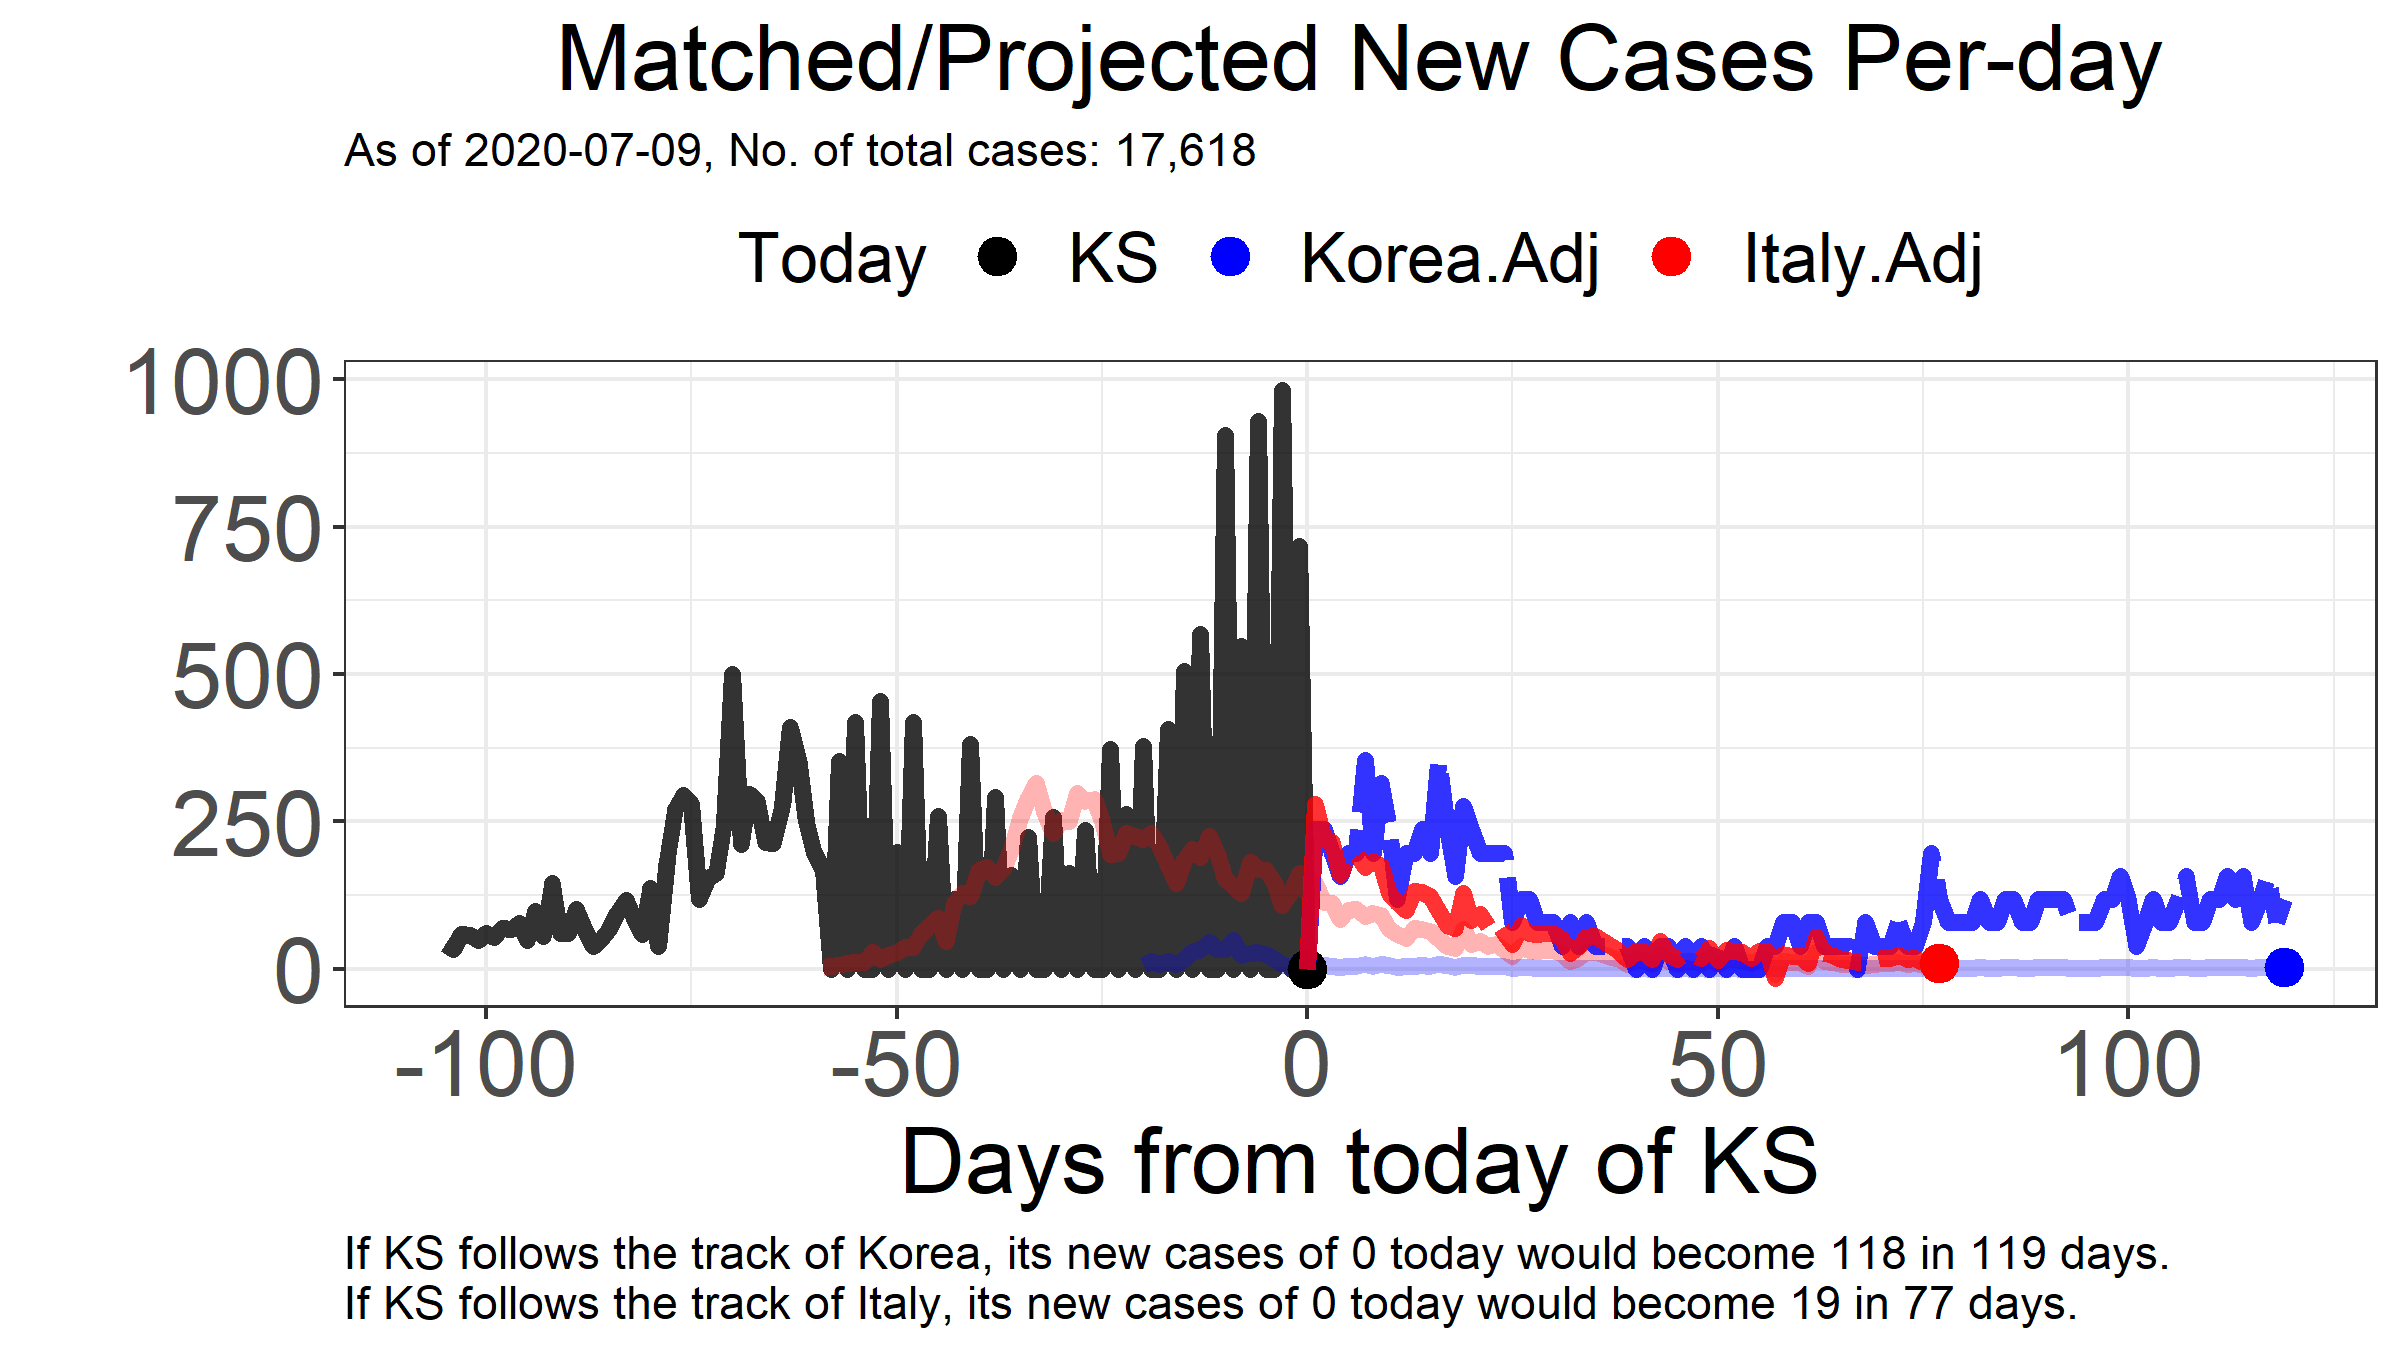 Matched/Projected New Cases Per-day
As of 2020-07-09, No. of total cases: 17,618
Today KS Korea.Adj Italy.Adj
1000
750
500
250
0
-100 -50 0 50 100
Days from today of KS
If KS follows the track of Korea, its new cases of 0 today would become 118 in 119 days.
If KS follows the track of Italy, its new cases of 0 today would become 19 in 77 days.